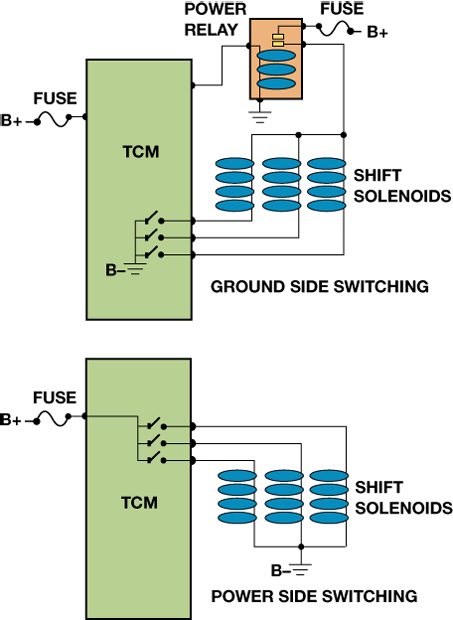 POWER
RELAY
FUSE
B+
FUSE
B+
TCM
SHIFT
SOLENOIDS
B–
GROUND SIDE SWITCHING
FUSE
B+
TCM
SHIFT
SOLENOIDS
B–
POWER SIDE SWITCHING